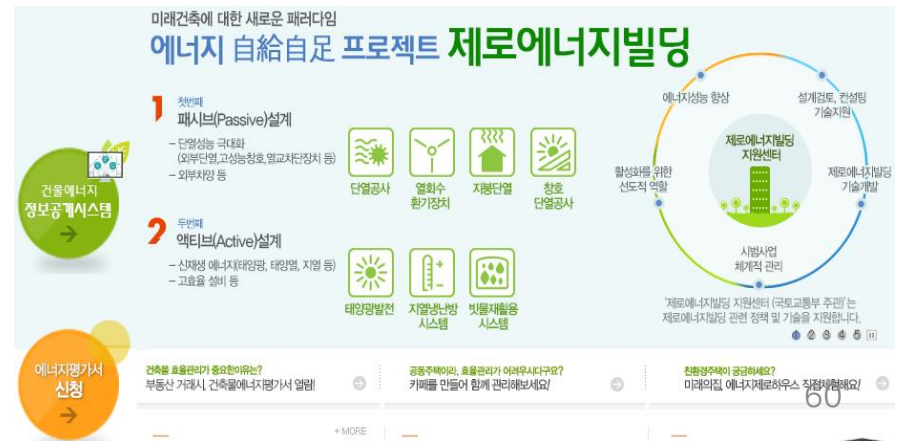 미래건축에 대한 새로운 패러다임
에너지 自給自足 프로젝트 제로에너지빌딩
1 첫번째
패시브(Passive)설계
- 단열성능 극대화
(외부단열,고성능창호,열교차단장치 등)
- 외부차양 등
단열공사
열회수
환기장치
지붕단열
창호
단열공사
2 두번째
액티브(Active)설계
- 신재생 에너지(태양광, 태양열, 지열 등)
- 고효율 설비 등
태양광발전
지열냉난방
시스템
빗물재활용
시스템
건물에너지
정보공개시스템
에너지평가서
신청
에너지성능 향상
설계검토, 컨설팅
기술지원
제로에너지빌딩
지원센터
활성화를 위한
선도적 역할
제로에너지빌딩
기술개발
시범사업
체계적 관리
'제로에너지빌딩 지원센터 (국토교통부 주관)'는
제로에너지빌딩 관련 정책 및 기술을 지원합니다.
1 2 3 4 5
건축물 효율관리가 중요한이유는?
부동산 거래시, 건축물에너지평가서 열람!
공동주택이라, 효율관리가 어려우시다구요?
카페를 만들어 함께 관리해보세요!
친환경주택이 궁금하세요?
미래의집, 에너지제로하우스 직접체험해요!
60
+ MORE